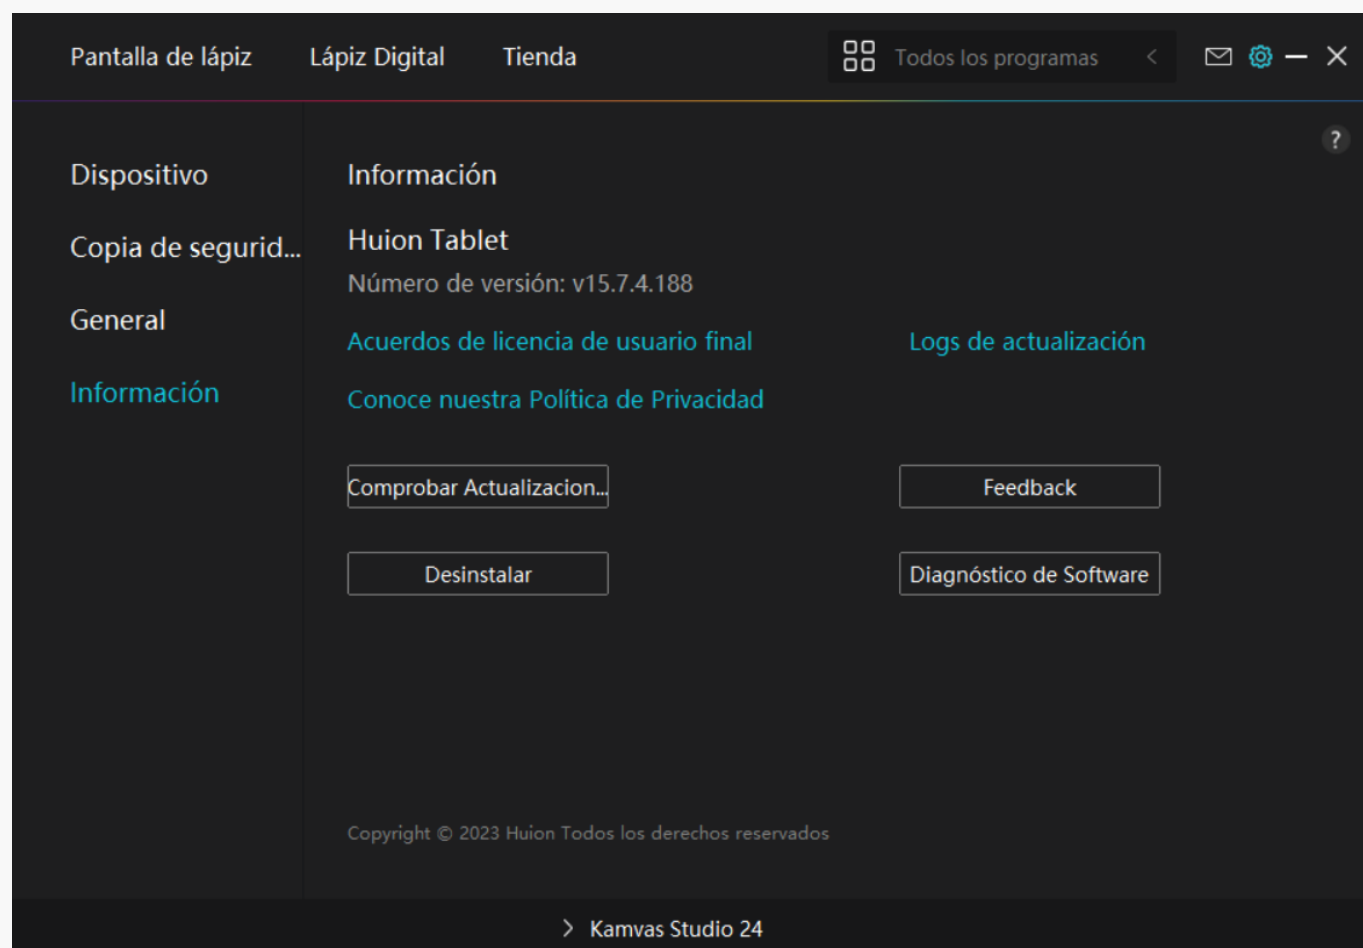 Pantalla de lápiz Lápiz Digital Tienda Todos los programas
?
Dispositivo
Copia de segurid...
General
Información
Información
Huion Tablet
Número de versión: v15.7.4.188
Acuerdos de licencia de usuario final Logs de actualización
Conoce nuestra Política de Privacidad
Comprobar Actualizacion... Feedback
Desinstalar Diagnóstico de Software
Copyright © 2023 Huion Todos los derechos reservados
Kamvas Studio 24